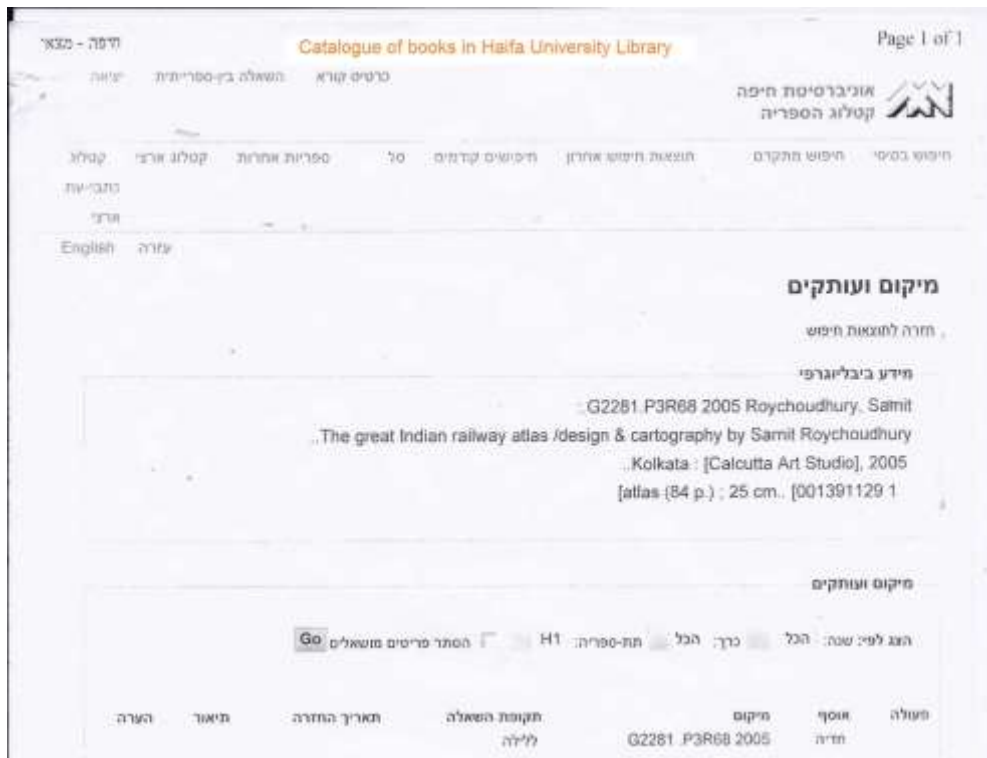 חיפה - מצאי
Catalogue of books in Haifa University Library
Page 1 of 1
כרטיס קורא השאלה בין-ספרייתית יציאה
אוניברסיטת חיפה
קטלוג הספריה
חיפוש בסיסי חיפוש מתקדם תוצאות חיפוש אחרון חיפושים קודמים סל ספריות אחרות קטלוג ארצי קטלוג
כתבי-עת
ארצי
עזרה English
מיקום ועותקים
חזרה לתוצאות חיפוש
מידע ביבליוגרפי
G2281.P3R68 2005 Roychoudhury, Samit
The great Indian railway atlas /design & cartography by Samit Roychoudhury..
Kolkata : [Calcutta Art Studio], 2005..
[atlas (84 p.) ; 25 cm.. [001391129 1
מיקום ועותקים
הצג לפי: שנה: הכל כרך: הכל תת-ספריה: H1 הסתר פריטים מושאלים Go
פעולה אוסף מיקום תקופת השאלה תאריך החזרה תיאור הערה
G2281 .P3R68 2005 ללילה